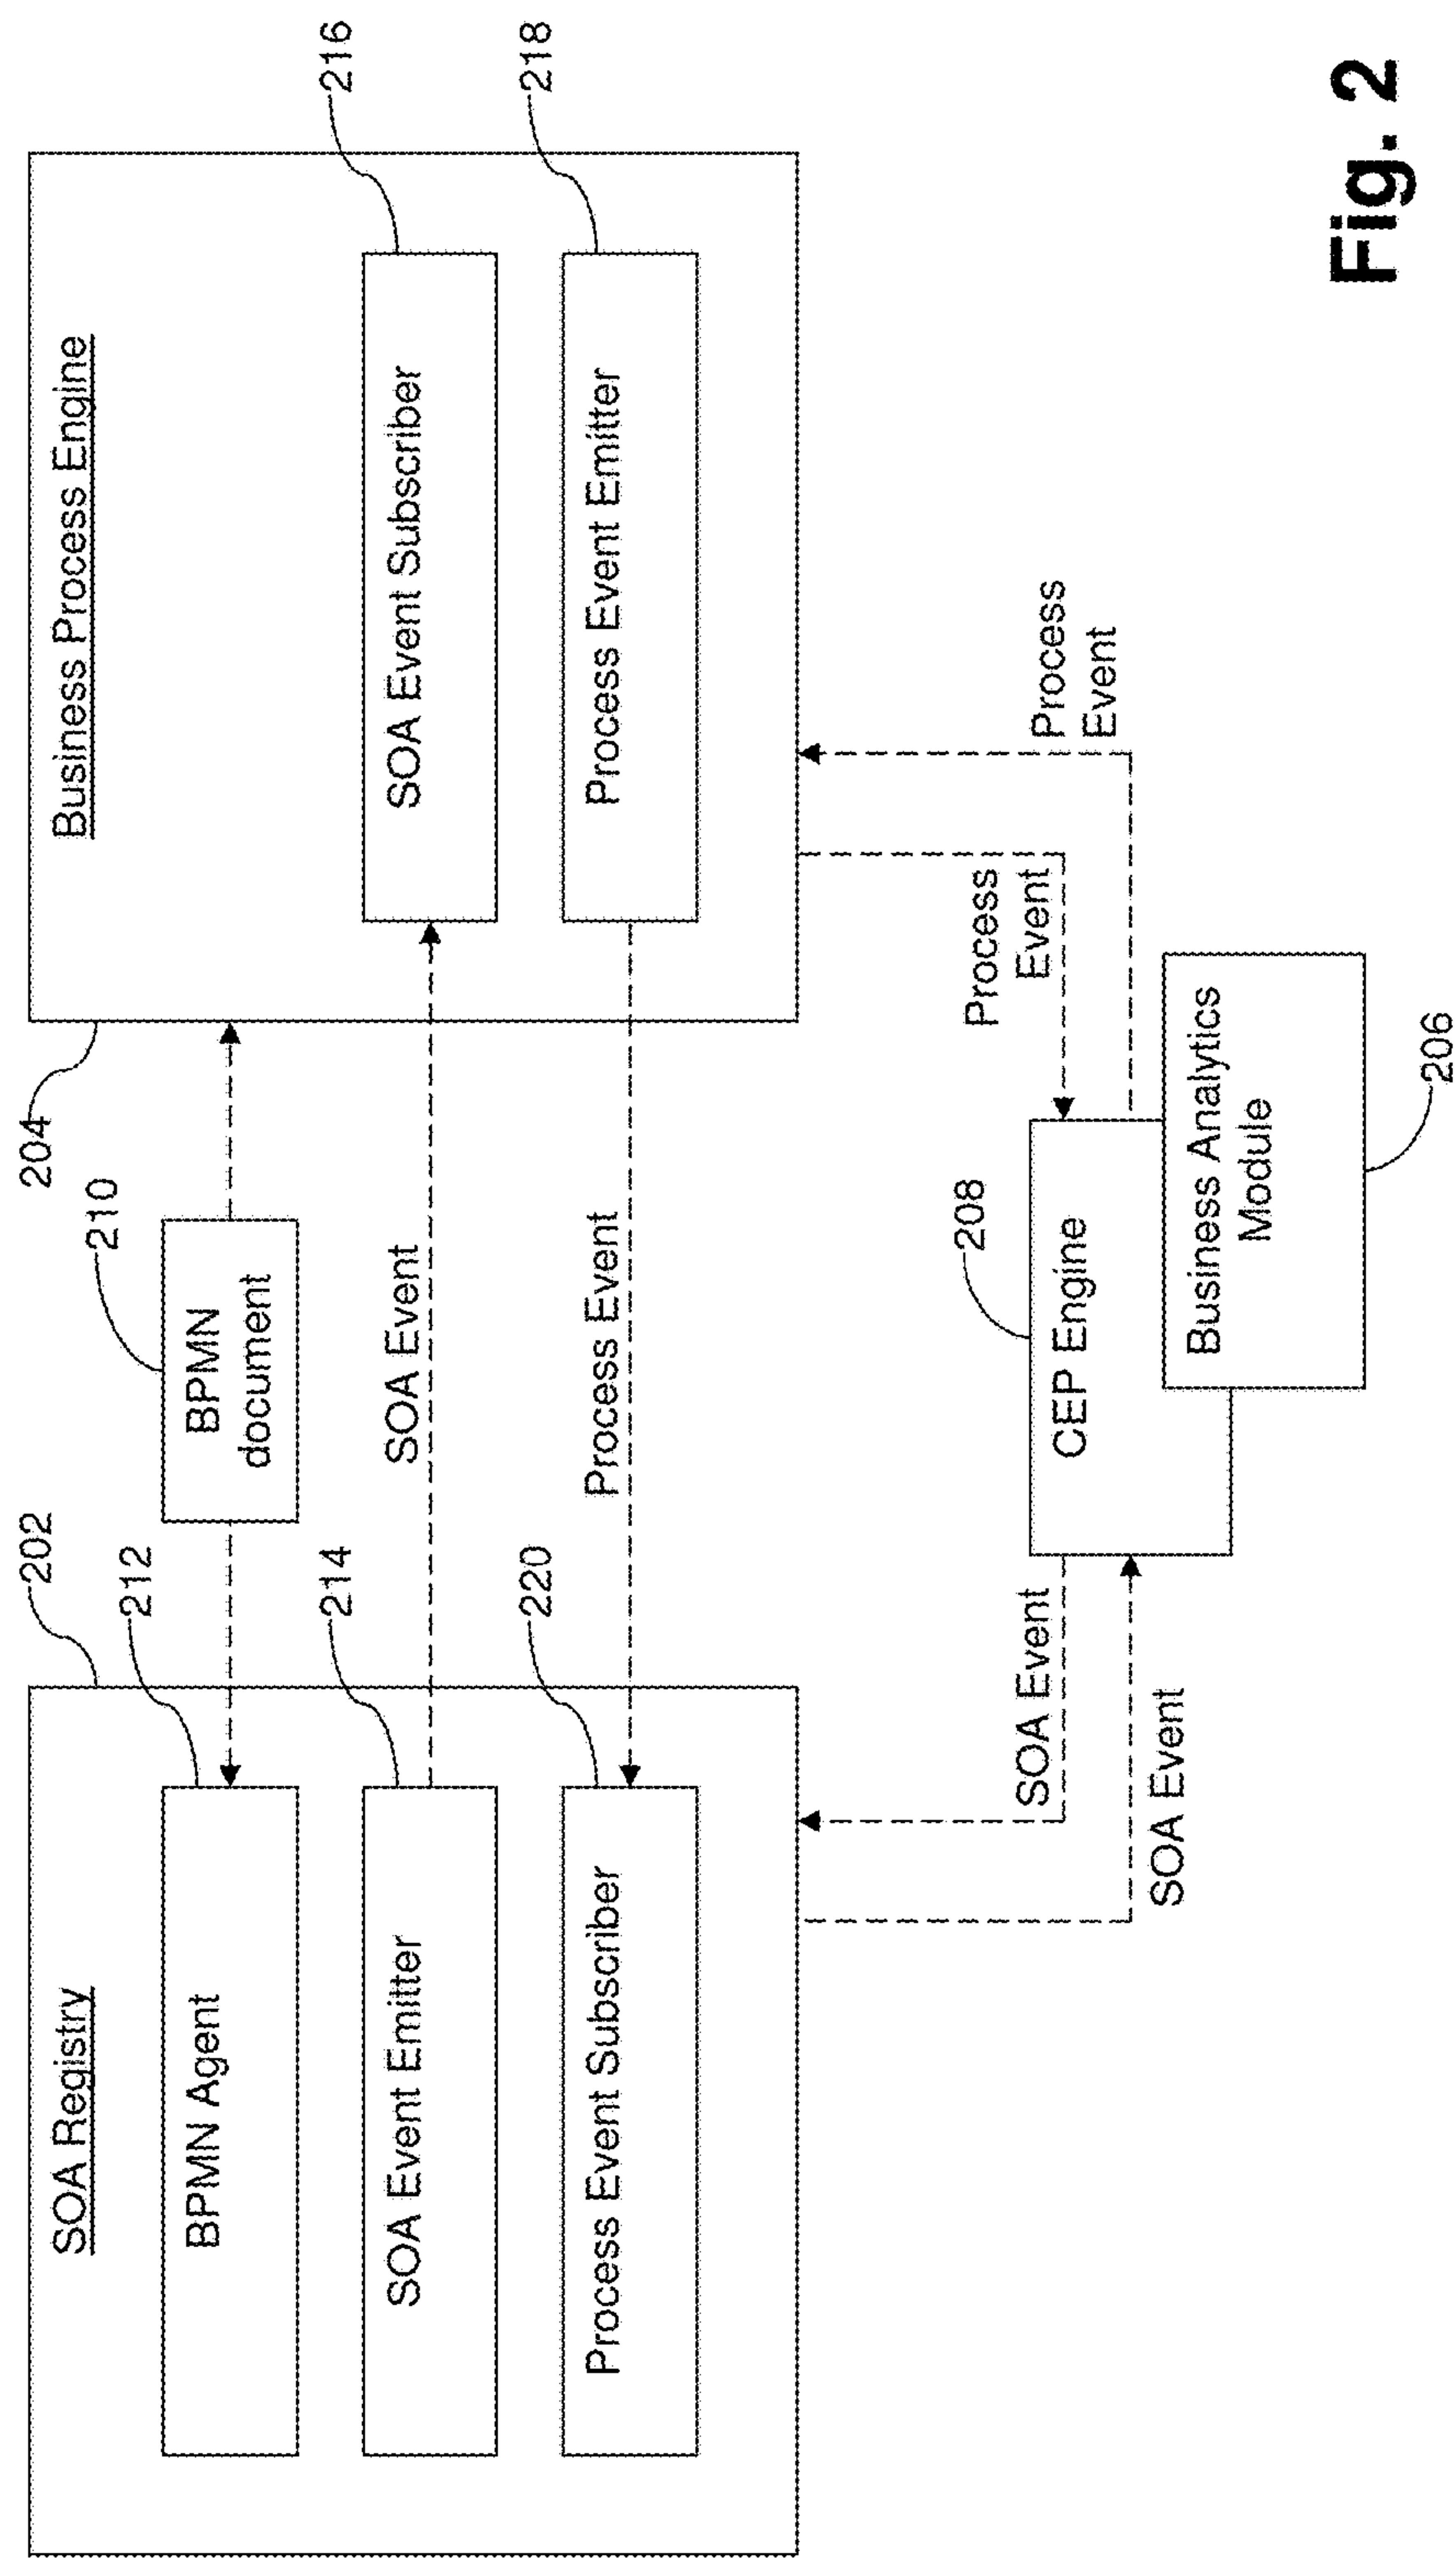 SOA Registry
202
BPMN Agent
212
SOA Event Emitter
214
Process Event Subscriber
220
BPMN
document
210
SOA Event
Process Event
Business Process Engine
204
SOA Event Subscriber
216
Process Event Emitter
218
SOA Event
SOA Event
CEP Engine
208
Business Analytics
Module
206
Process
Event
Process
Event
Fig. 2